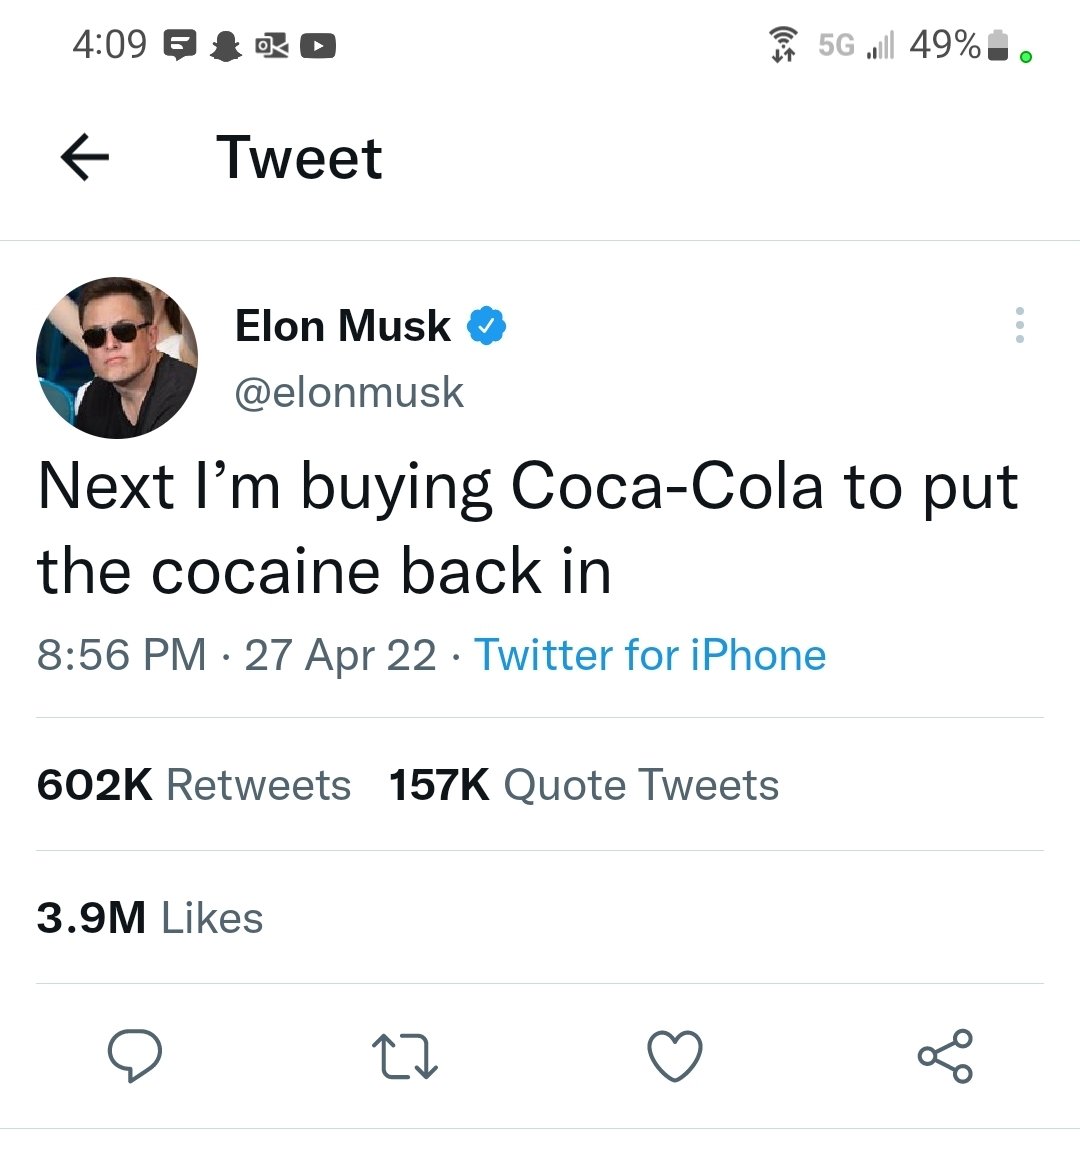 4:09 5G 49%
Tweet
Elon Musk
@elonmusk
Next I’m buying Coca-Cola to put
the cocaine back in
8:56 PM · 27 Apr 22 · Twitter for iPhone
602K Retweets 157K Quote Tweets
3.9M Likes